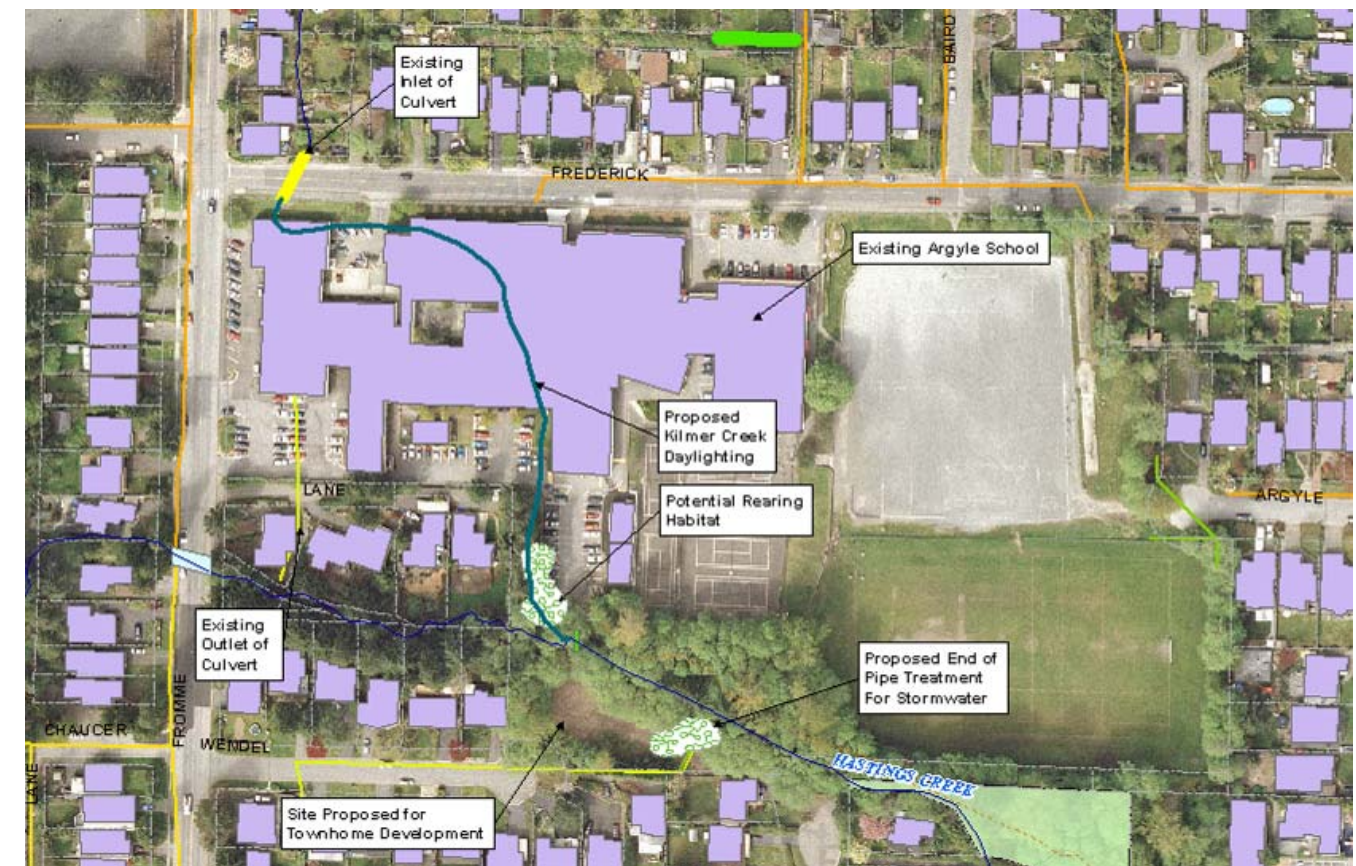 BAIRD
Existing
Inlet of
Culvert
FREDERICK
Existing Argyle School
Proposed
Kilmer Creek
Daylighting
LANE
Potential Rearing
Habitat
ARGYLE
Existing
Outlet of
Culvert
Proposed End of
Pipe Treatment
For Stormwater
FROMME
CHAUCER
WENDEL
LANE
HASTINGS CREEK
Site Proposed for
Townhome Development